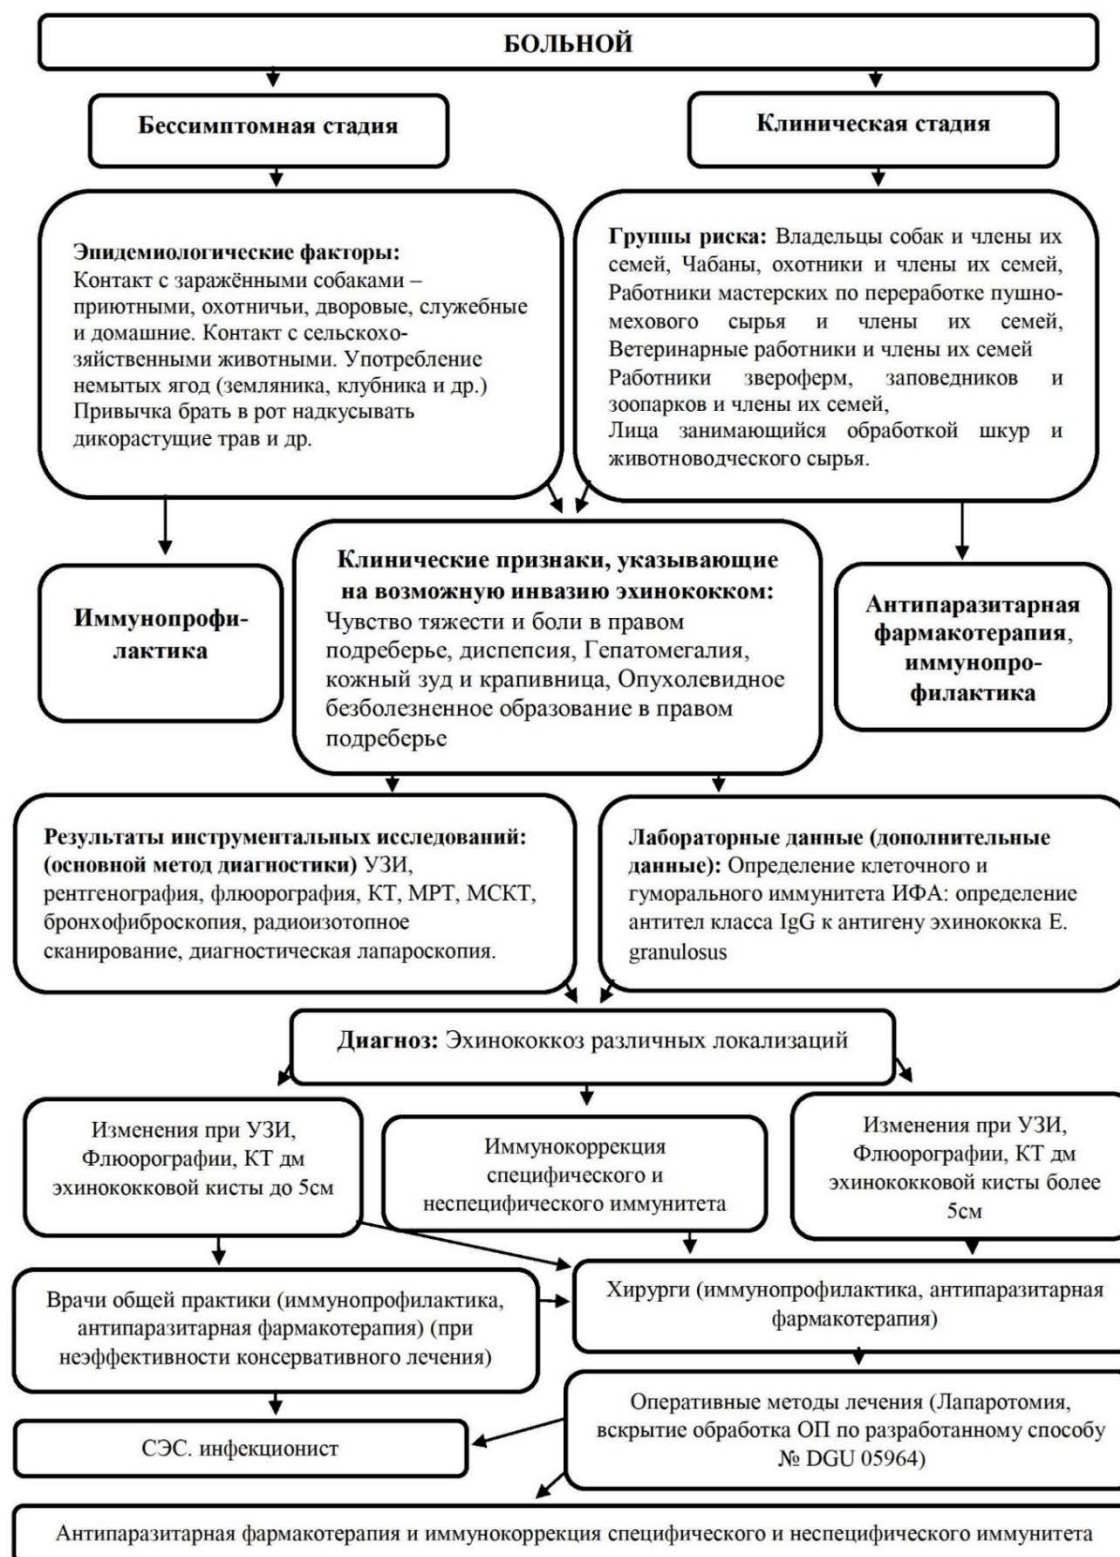 БОЛЬНОЙ
Бессимптомная стадия
Клиническая стадия
Эпидемиологические факторы:
Контакт с заражёнными собаками –
приютными, охотничьи, дворовые, служебные
и домашние. Контакт с сельскохо-
зяйственными животными. Употребление
немытых ягод (земляника, клубника и др.)
Привычка брать в рот надкусывать
дикорастущие трав и др.
Группы риска: Владельцы собак и члены их
семей, Чабаны, охотники и члены их семей,
Работники мастерских по переработке пушно-
мехового сырья и члены их семей,
Ветеринарные работники и члены их семей
Работники звероферм, заповедников и
зоопарков и члены их семей,
Лица занимающийся обработкой шкур и
животноводческого сырья.
Иммунопрофи-
лактика
Клинические признаки, указывающие
на возможную инвазию эхинококком:
Чувство тяжести и боли в правом
подреберье, диспепсия, Гепатомегалия,
кожный зуд и крапивница, Опухолевидное
безболезненное образование в правом
подреберье
Антипаразитарная
фармакотерапия,
иммунопро-
филактика
Результаты инструментальных исследований:
(основной метод диагностики) УЗИ,
рентгенография, флюорография, КТ, МРТ, МСКТ,
бронхофиброскопия, радиоизотопное
сканирование, диагностическая лапароскопия.
Лабораторные данные (дополнительные
данные): Определение клеточного и
гуморального иммунитета ИФА: определение
антител класса IgG к антигену эхинококка E.
granulosus
Диагноз: Эхинококкоз различных локализаций
Изменения при УЗИ,
Флюорографии, КТ дм
эхинококковой кисты до 5см
Иммунокоррекция
специфического и
неспецифического иммунитета
Изменения при УЗИ,
Флюорографии, КТ дм
эхинококковой кисты более
5см
Врачи общей практики (иммунопрофилактика,
антипаразитарная фармакотерапия) (при
неэффективности консервативного лечения)
Хирурги (иммунопрофилактика, антипаразитарная
фармакотерапия)
СЭС. инфекционист
Оперативные методы лечения (Лапаротомия,
вскрытие обработка ОП по разработанному способу
№ DGU 05964)
Антипаразитарная фармакотерапия и иммунокоррекция специфического и неспецифического иммунитета